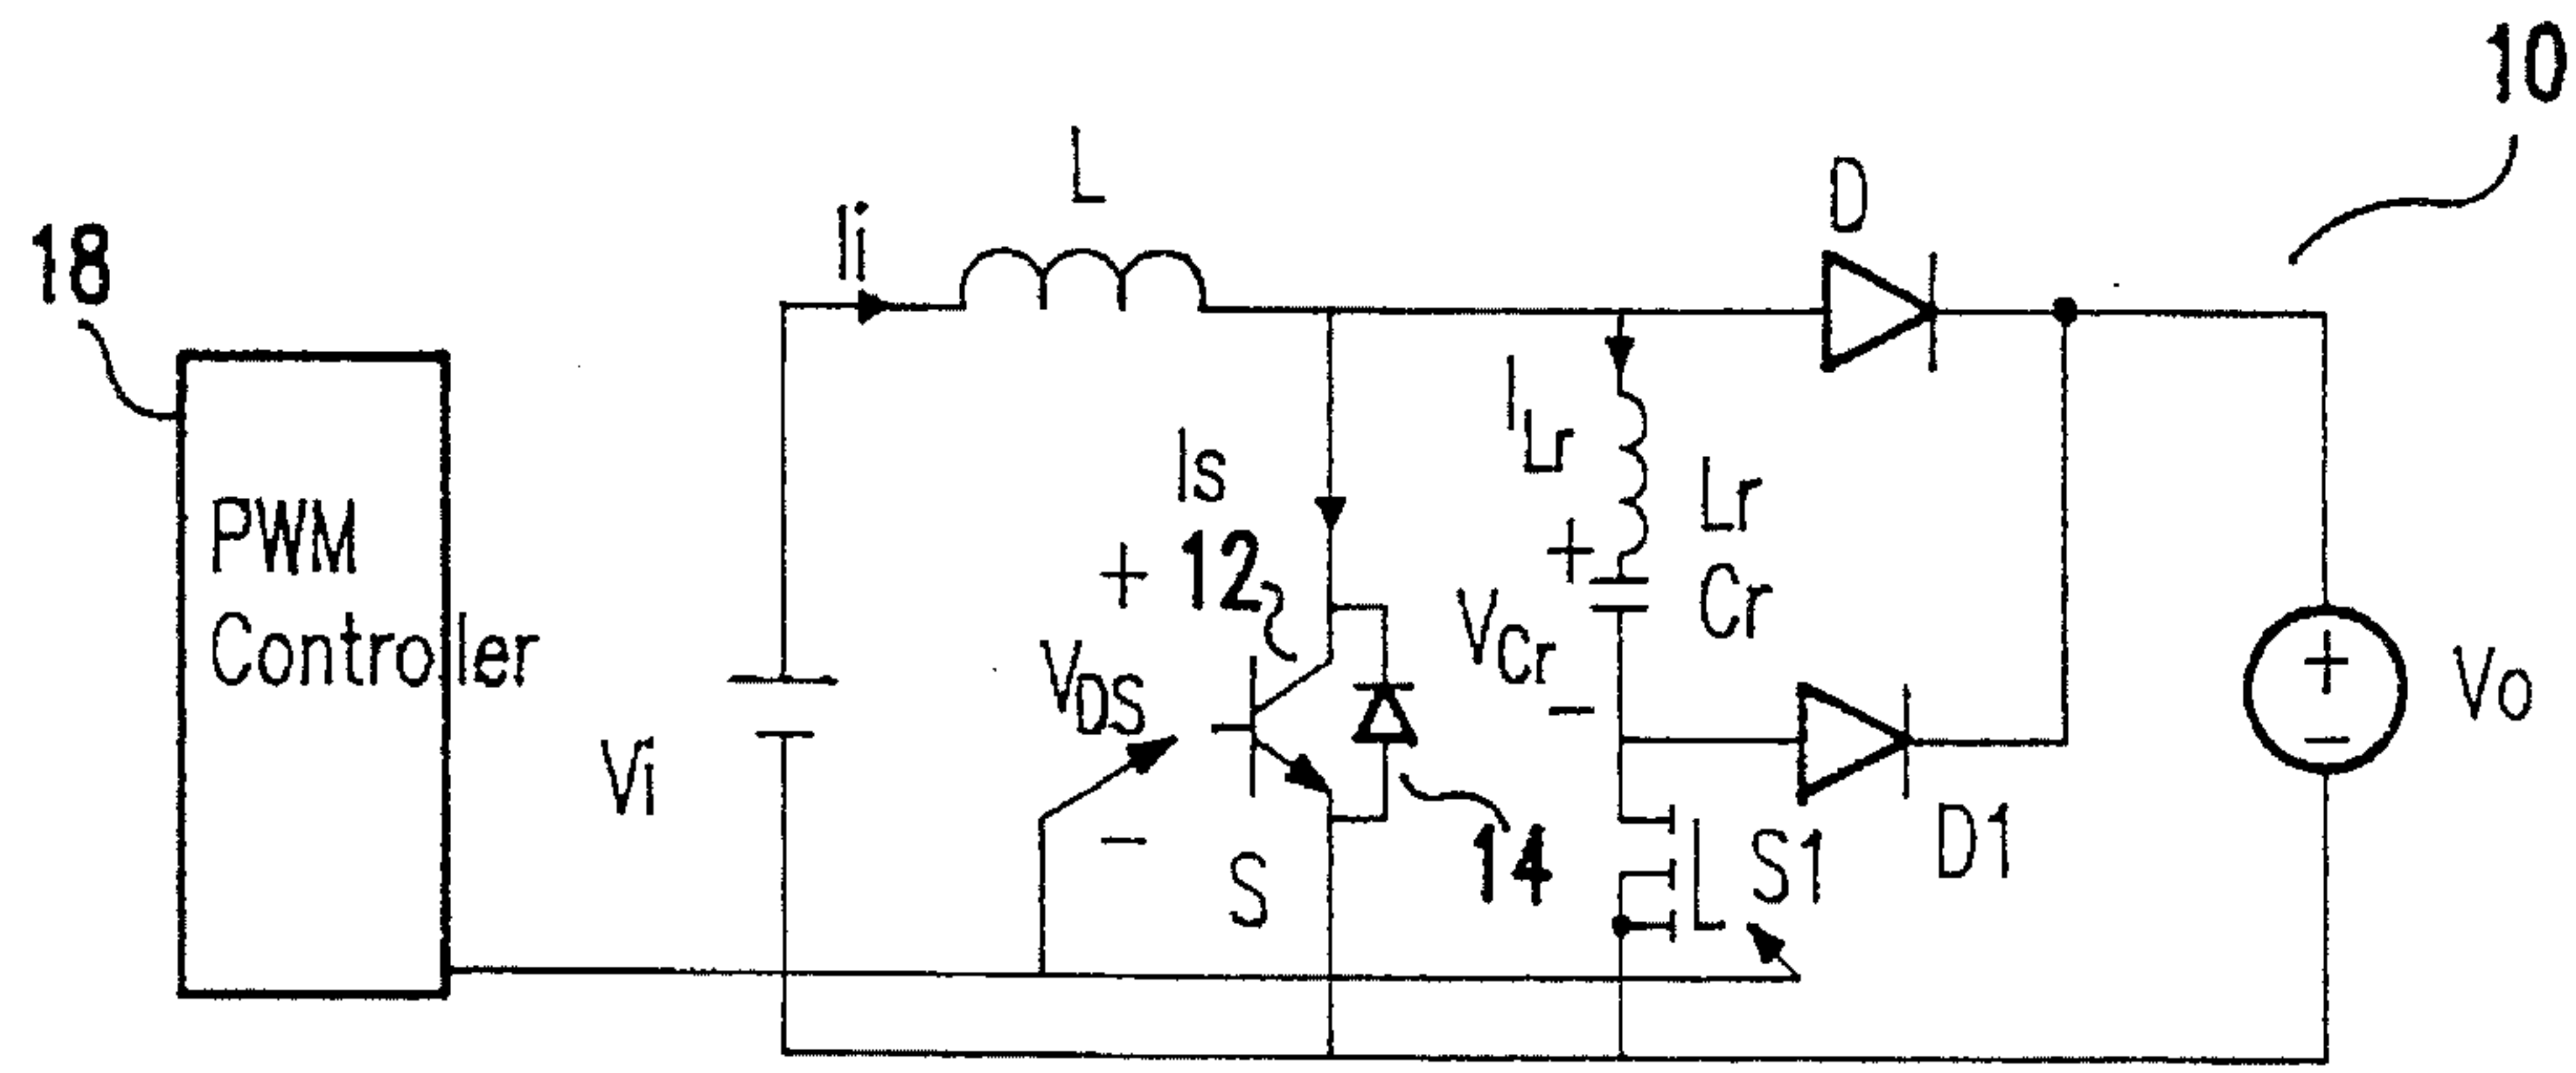 10
18
L
Ii
D
PWM
Controller
Is
+ 12
VDS
-
S
14
Vi
ILr
Lr
Cr
+
VCr
-
S1
D1
+
-
Vo